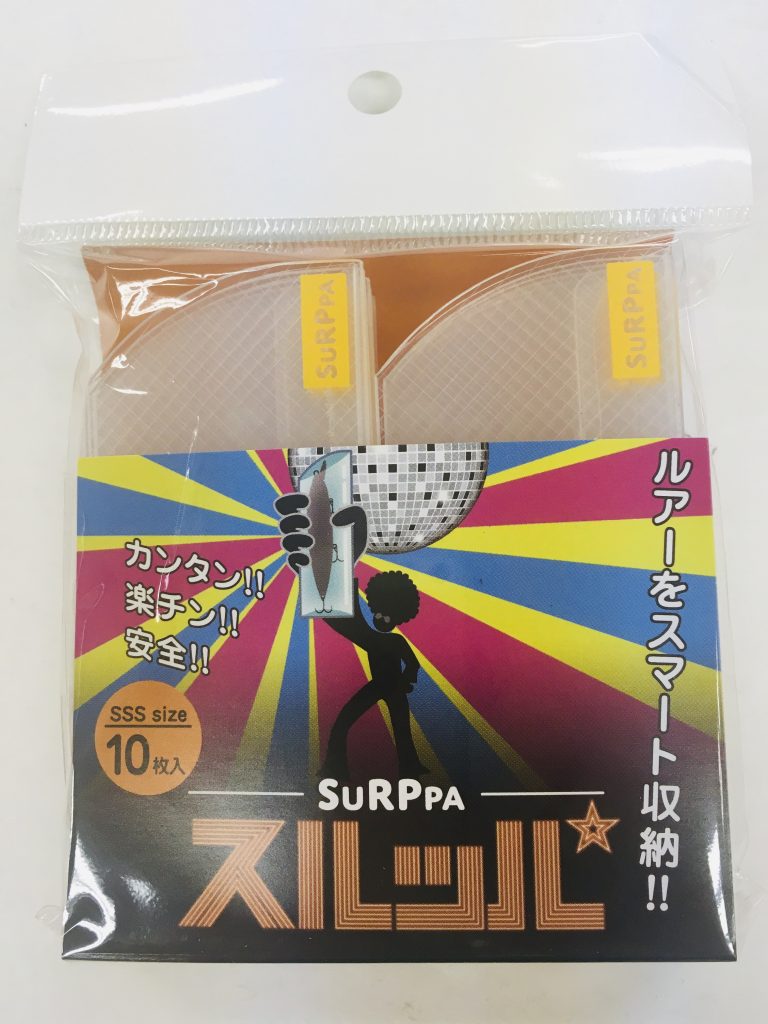 SURPPA
SURPPA
ルアーをスマート収納!!
カンタン!!
楽チン!!
安全!!
SSS size
10枚入
SURPPA
スルッパ